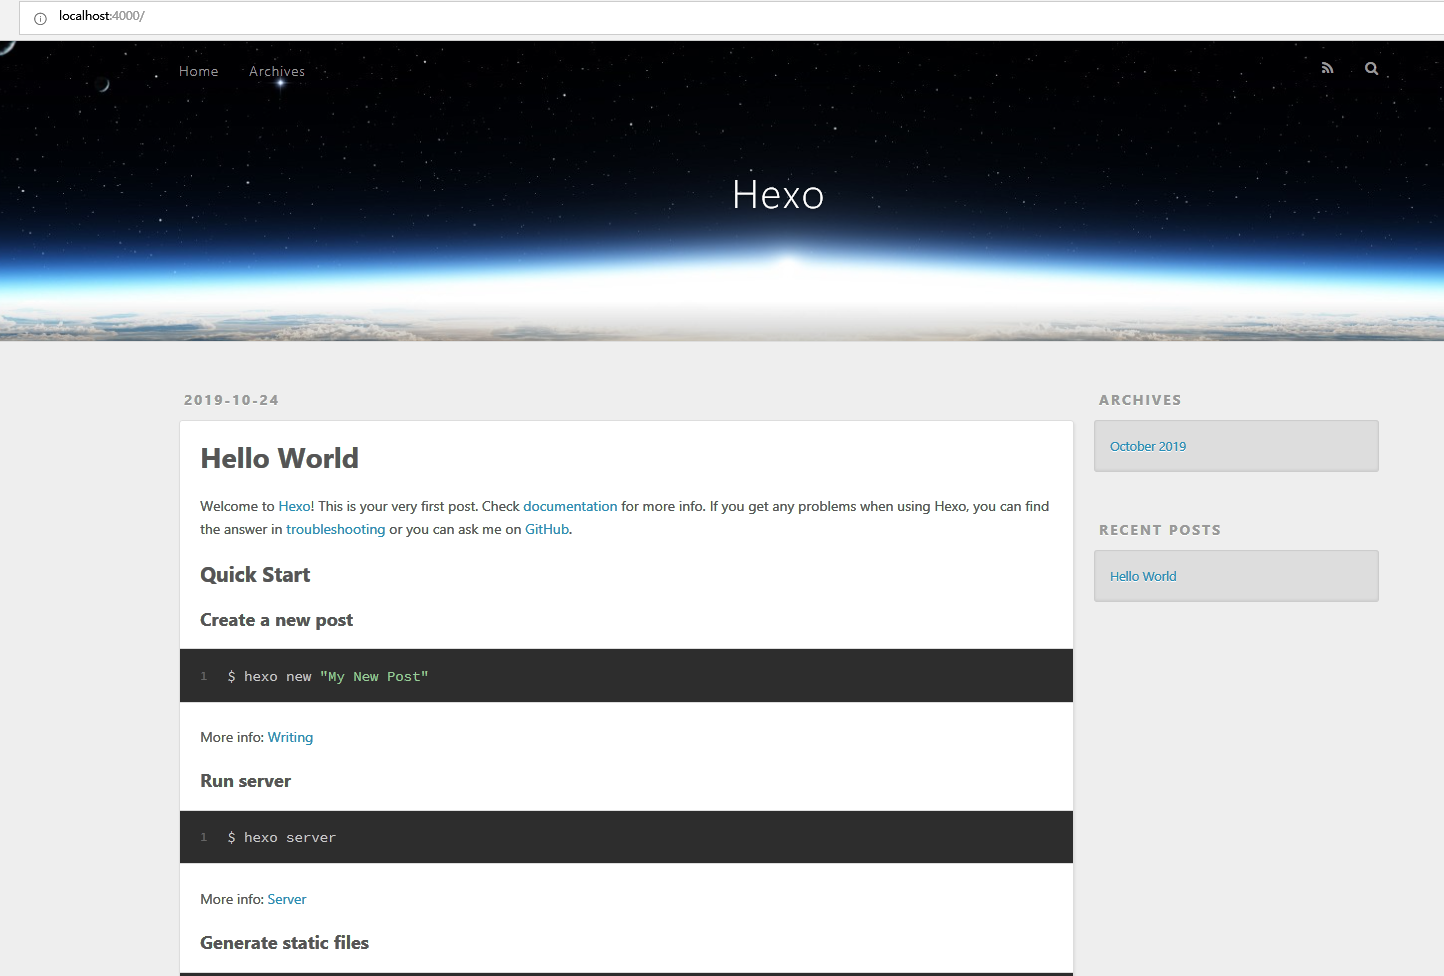 localhost:4000/
Home Archives
Hexo
2019-10-24
Hello World
Welcome to Hexo! This is your very first post. Check documentation for more info. If you get any problems when using Hexo, you can find
the answer in troubleshooting or you can ask me on GitHub.
Quick Start
Create a new post
1 $ hexo new "My New Post"
More info: Writing
Run server
1 $ hexo server
More info: Server
Generate static files
ARCHIVES
October 2019
RECENT POSTS
Hello World